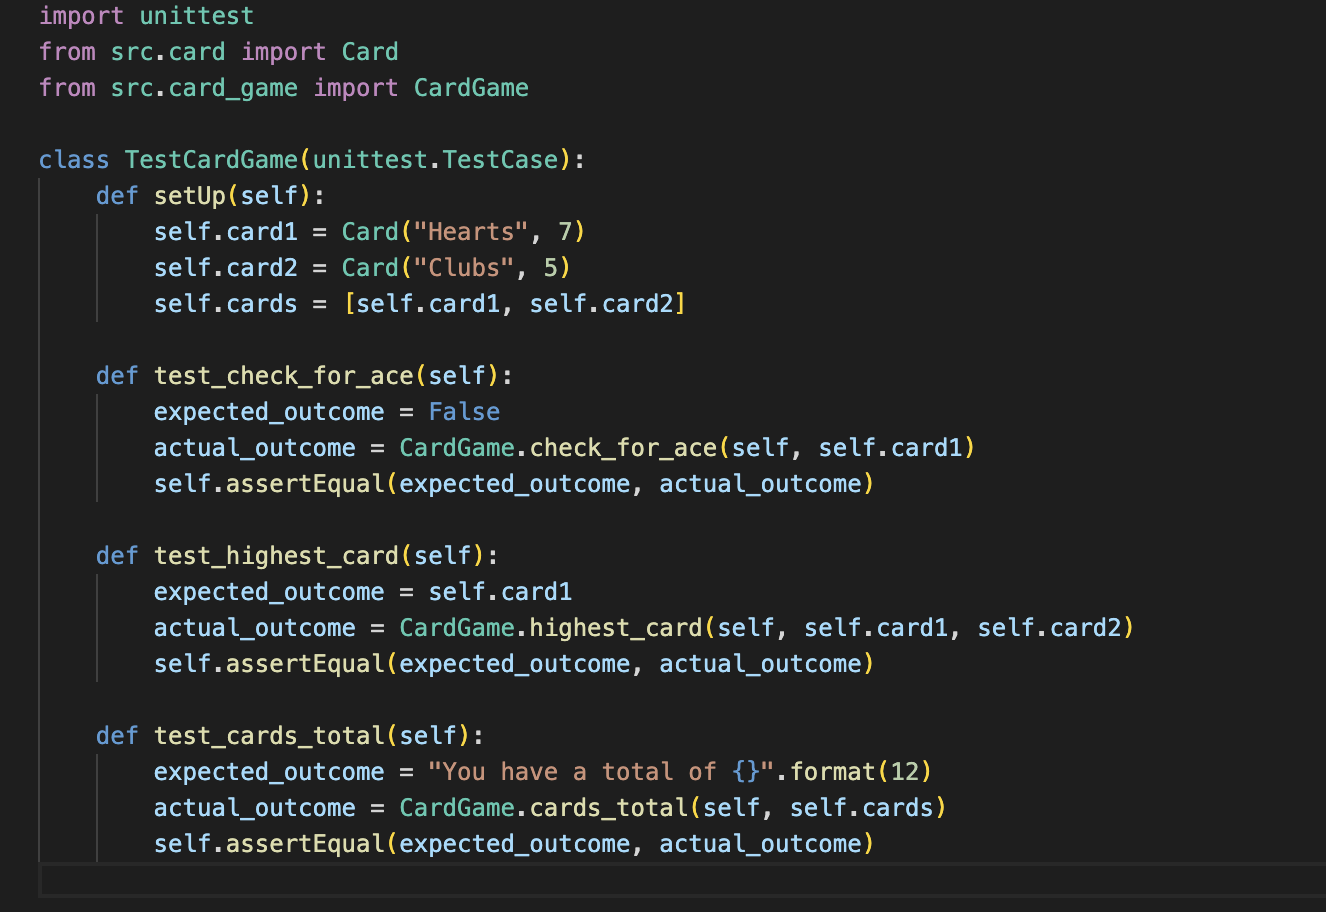 import unittest
from src.card import Card
from src.card_game import CardGame

class TestCardGame(unittest.TestCase):
    def setUp(self):
        self.card1 = Card("Hearts", 7)
        self.card2 = Card("Clubs", 5)
        self.cards = [self.card1, self.card2]

    def test_check_for_ace(self):
        expected_outcome = False
        actual_outcome = CardGame.check_for_ace(self, self.card1)
        self.assertEqual(expected_outcome, actual_outcome)

    def test_highest_card(self):
        expected_outcome = self.card1
        actual_outcome = CardGame.highest_card(self, self.card1, self.card2)
        self.assertEqual(expected_outcome, actual_outcome)

    def test_cards_total(self):
        expected_outcome = "You have a total of {}".format(12)
        actual_outcome = CardGame.cards_total(self, self.cards)
        self.assertEqual(expected_outcome, actual_outcome)